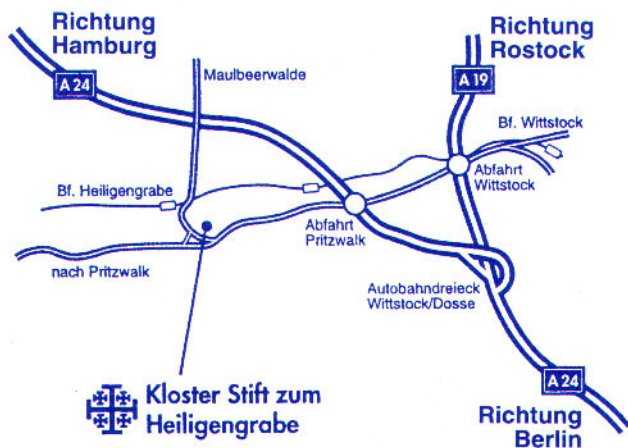 Richtung
Hamburg
A 24
Maulbeerwalde
Richtung
Rostock
A 19
Bf. Wittstock
Abfahrt
Wittstock
Bf. Heiligengrabe
Abfahrt
Pritzwalk
nach Pritzwalk
Autobahndreieck
Wittstock/Dosse
A 24
Kloster Stift zum
Heiligengrabe
Richtung
Berlin